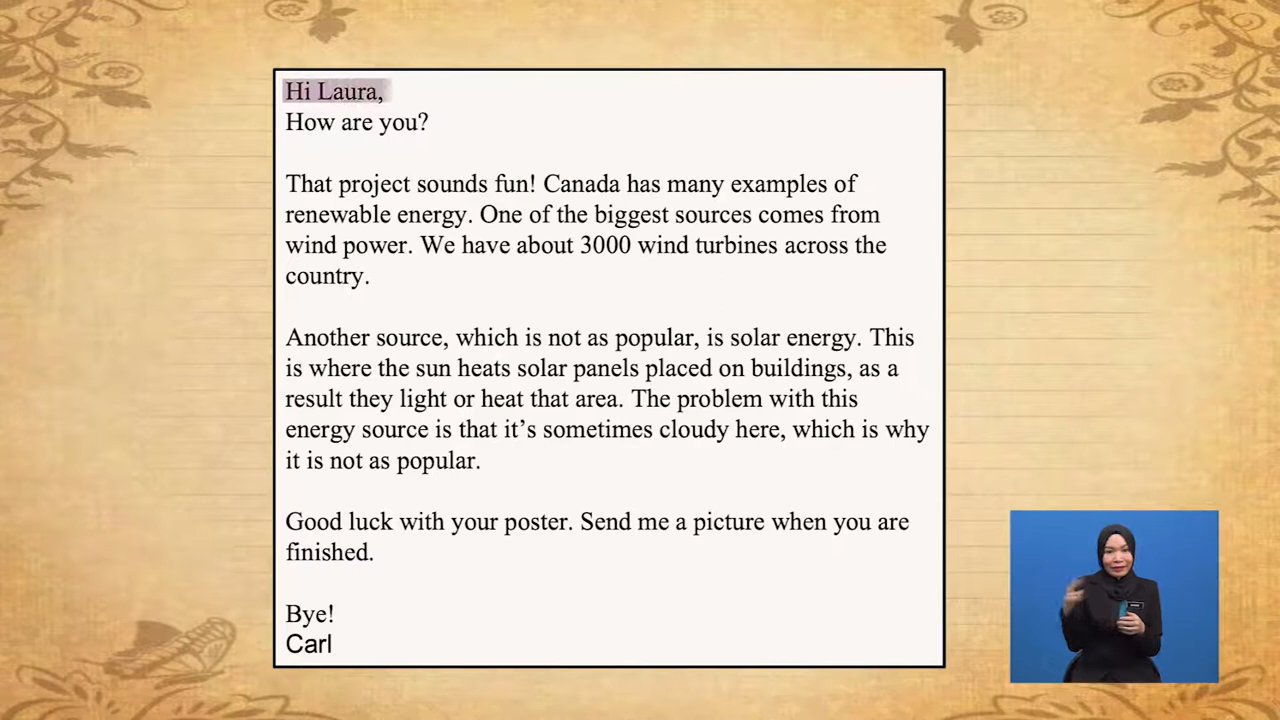 Hi Laura,
How are you?
That project sounds fun! Canada has many examples of
renewable energy. One of the biggest sources comes from
wind power. We have about 3000 wind turbines across the
country.
Another source, which is not as popular, is solar energy. This
is where the sun heats solar panels placed on buildings, as a
result they light or heat that area. The problem with this
energy source is that it’s sometimes cloudy here, which is why
it is not as popular.
Good luck with your poster. Send me a picture when you are
finished.
Bye!
Carl